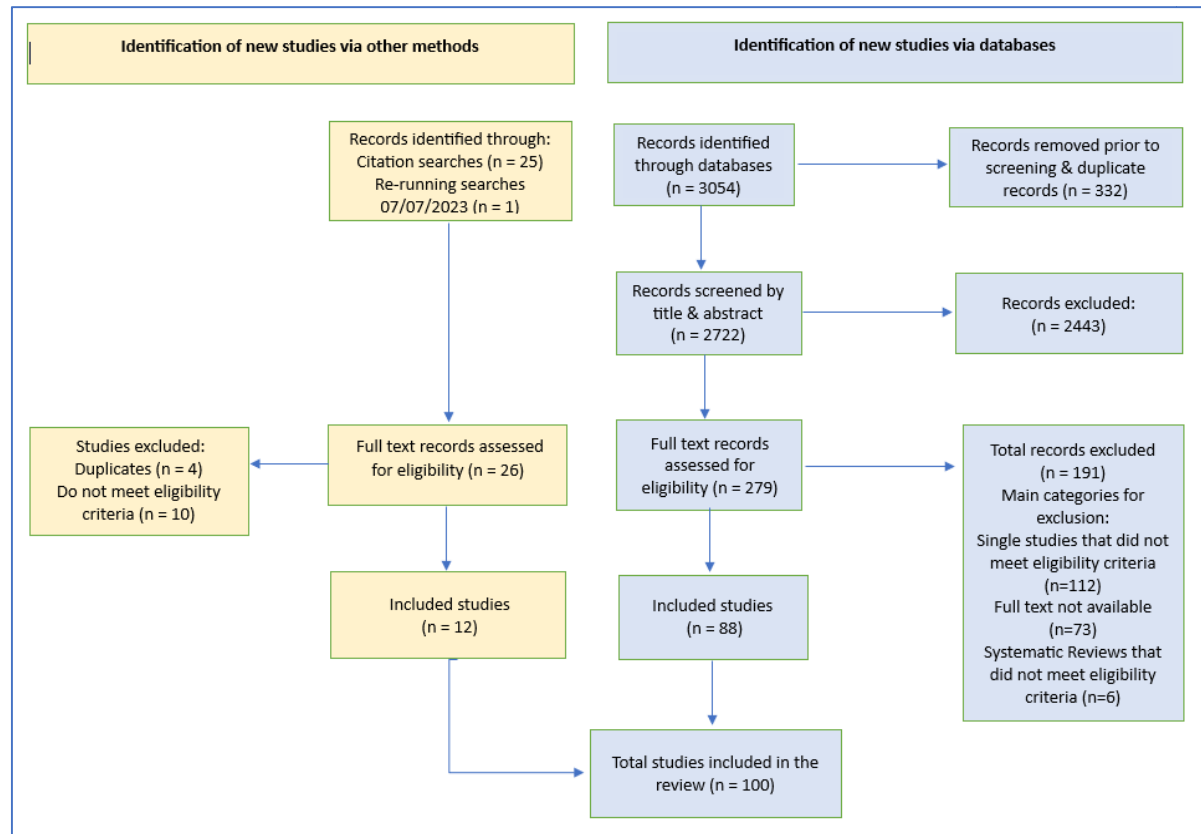 Identification of new studies via other methods
Identification of new studies via databases
Records identified through:
Citation searches (n = 25)
Re-running searches
07/07/2023 (n = 1)
Records identified
through databases
(n = 3054)
Records removed prior to
screening & duplicate
records (n = 332)
Records screened by
title & abstract
(n = 2722)
Records excluded:
(n = 2443)
Studies excluded:
Duplicates (n = 4)
Do not meet eligibility
criteria (n = 10)
Full text records assessed
for eligibility (n = 26)
Full text records
assessed for
eligibility (n = 279)
Total records excluded
(n = 191)
Main categories for
exclusion:
Single studies that did not
meet eligibility criteria
(n=112)
Full text not available
(n=73)
Systematic Reviews that
did not meet eligibility
criteria (n=6)
Included studies
(n = 12)
Included studies
(n = 88)
Total studies included in the
review (n = 100)